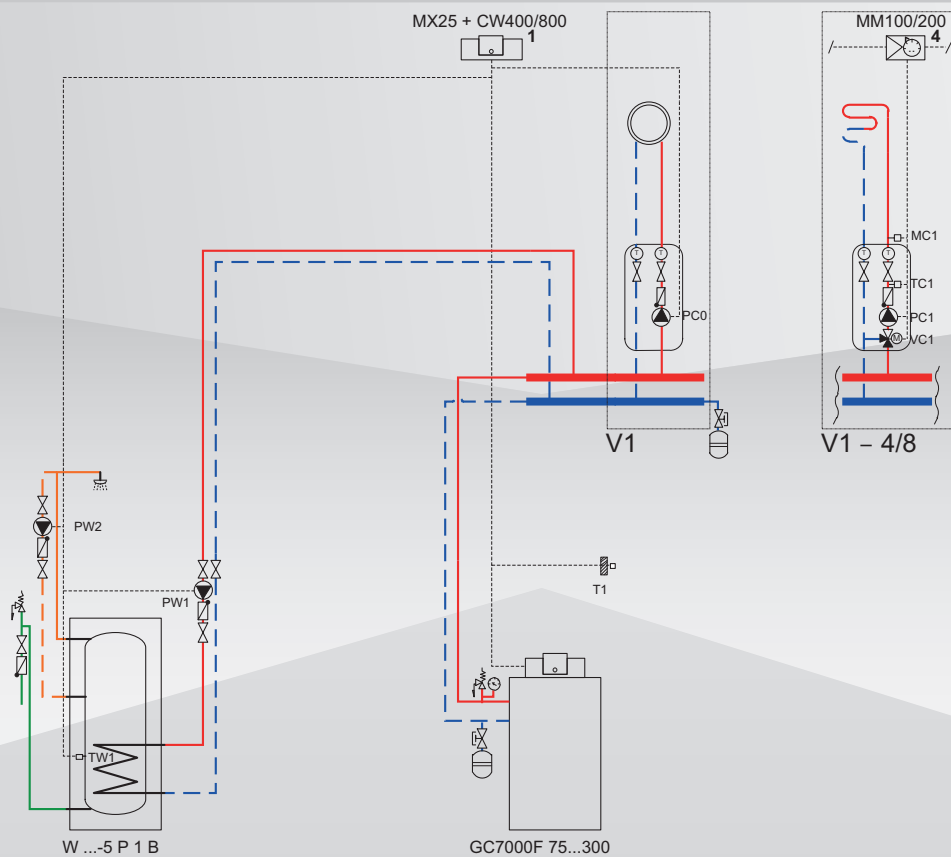 MX25 + CW400/800
1
MM100/200
4
T T
T T
MC1
TC1
PC0
PC1
M
VC1
V1
V1 – 4/8
PW2
PW1
T1
TW1
W ...-5 P 1 B
GC7000F 75...300